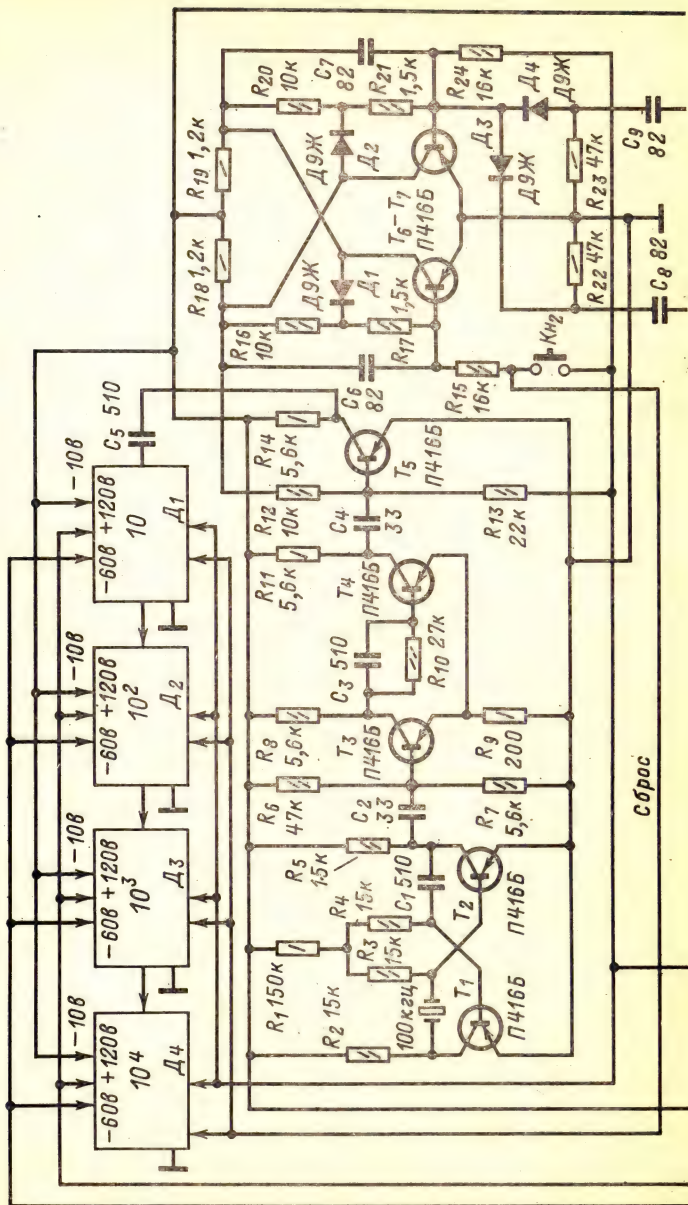 R20
10к
C7
82
R21
1,5к
R24
16к
Д4
Д9Ж
C9
82
R19 1,2к
Д9Ж
Д2
Д3
Д9Ж
R23 47к
T6–T7
П416Б
R18 1,2к
Д9Ж
Д1
R22 47к
C8 82
R16
10к
1,5к
R17
Кн2
C6
82
R15
16к
C5 510
R14
5,6к
T5
П416Б
R12
10к
C4
33
R13
22к
R11
5,6к
T4
П416Б
C3 510
R10 27к
R8
5,6к
T3
П416Б
R9
200
R6
47к
C2
33
R7
5,6к
R5
15к
C1 510
R4
15к
R3
15к
T2
П416Б
R1 150к
R2 15к
100кгц
T1
П416Б
-10в
-60в +120в
10
Д1
-10в
-60в +120в
10²
Д2
-10в
-60в +120в
10³
Д3
-10в
-60в +120в
10⁴
Д4
Сброс